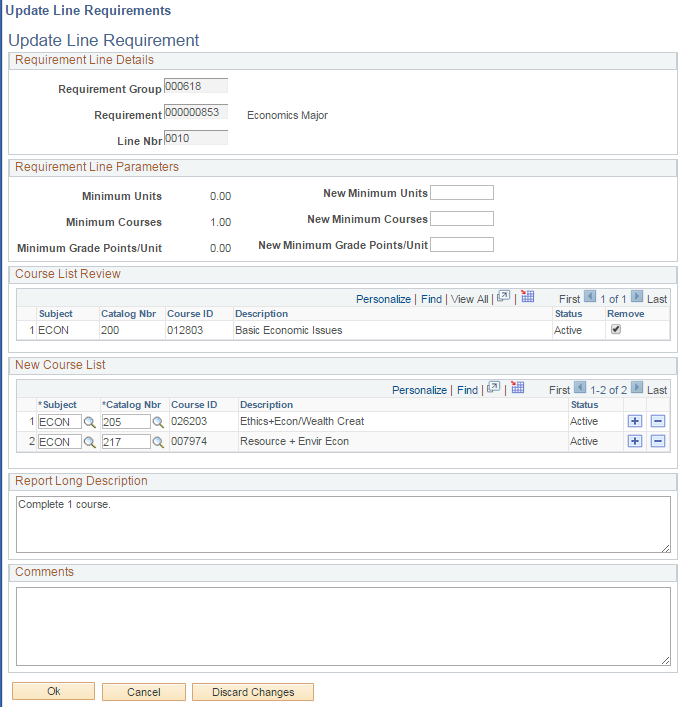 Update Line Requirements
Update Line Requirement
Requirement Line Details
Requirement Group 000618
Requirement 000000853 Economics Major
Line Nbr 0010
Requirement Line Parameters
Minimum Units 0.00 New Minimum Units
Minimum Courses 1.00 New Minimum Courses
Minimum Grade Points/Unit 0.00 New Minimum Grade Points/Unit
Course List Review
Personalize | Find | View All | | First 1 of 1 Last
Subject Catalog Nbr Course ID Description Status Remove
1 ECON 200 012803 Basic Economic Issues Active
New Course List
Personalize | Find | | First 1-2 of 2 Last
*Subject *Catalog Nbr Course ID Description Status
1 ECON 205 026203 Ethics+Econ/Wealth Creat Active
2 ECON 217 007974 Resource + Envir Econ Active
Report Long Description
Complete 1 course.
Comments
Ok Cancel Discard Changes